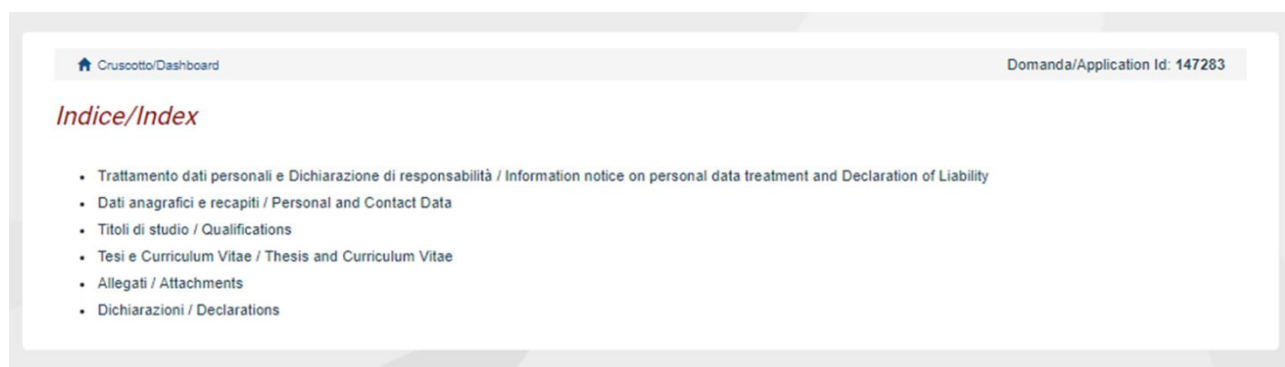 Cruscotto/Dashboard Domanda/Application Id: 147283
Indice/Index
• Trattamento dati personali e Dichiarazione di responsabilità / Information notice on personal data treatment and Declaration of Liability
• Dati anagrafici e recapiti / Personal and Contact Data
• Titoli di studio / Qualifications
• Tesi e Curriculum Vitae / Thesis and Curriculum Vitae
• Allegati / Attachments
• Dichiarazioni / Declarations